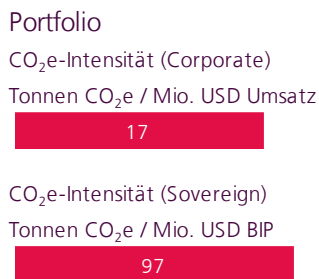 Portfolio
CO₂e-Intensität (Corporate)
Tonnen CO₂e / Mio. USD Umsatz
17
CO₂e-Intensität (Sovereign)
Tonnen CO₂e / Mio. USD BIP
97